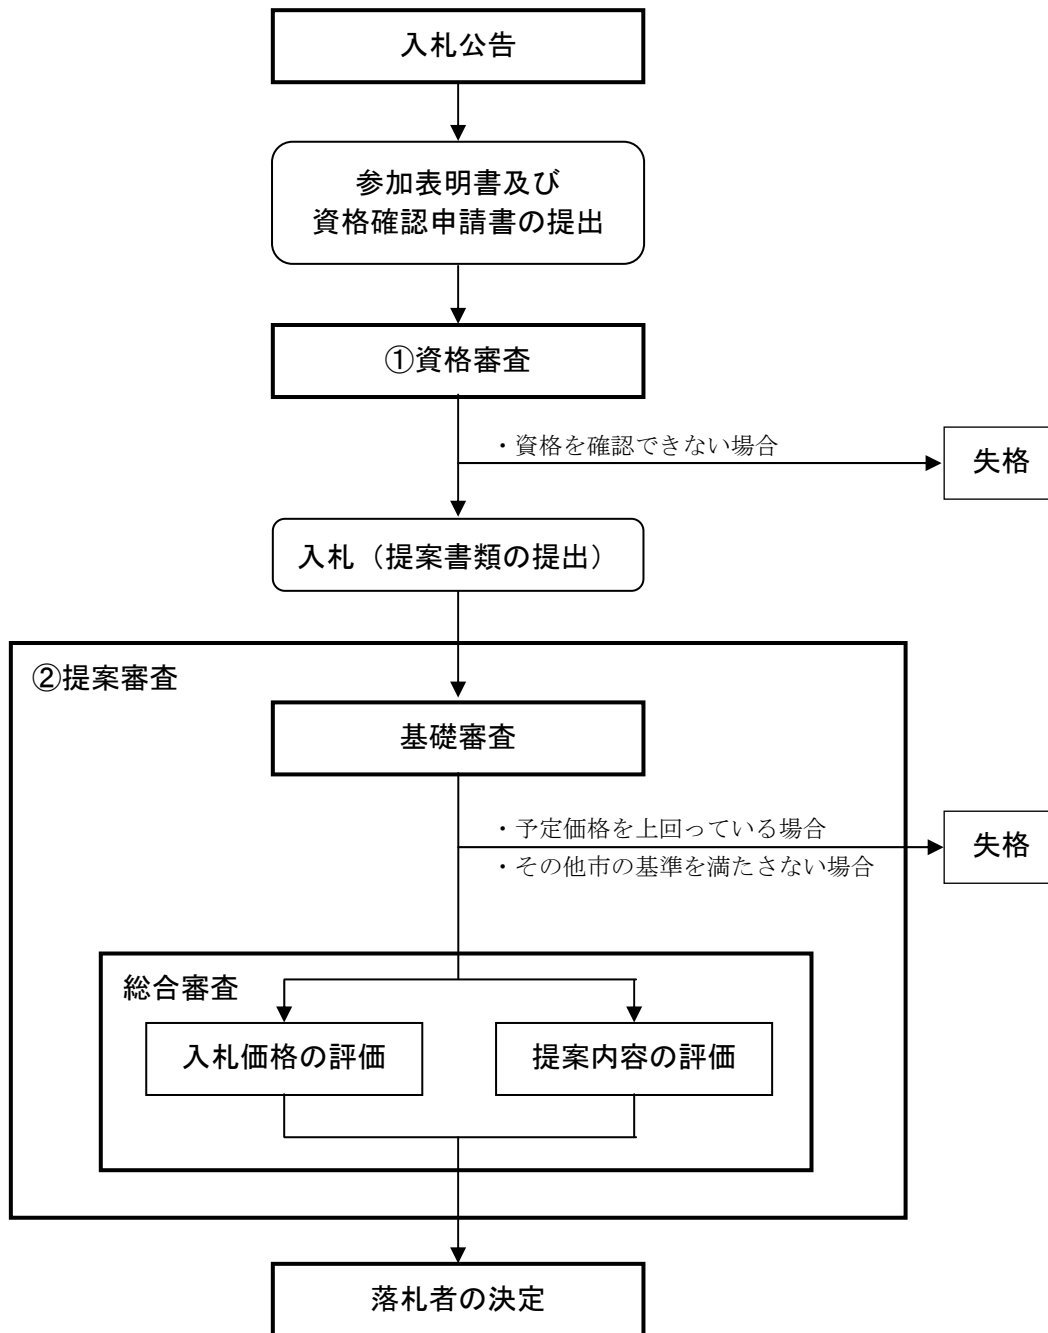 入札公告
参加表明書及び
資格確認申請書の提出
①資格審査
・資格を確認できない場合
失格
入札（提案書類の提出）
②提案審査
基礎審査
・予定価格を上回っている場合
・その他市の基準を満たさない場合
失格
総合審査
入札価格の評価
提案内容の評価
落札者の決定